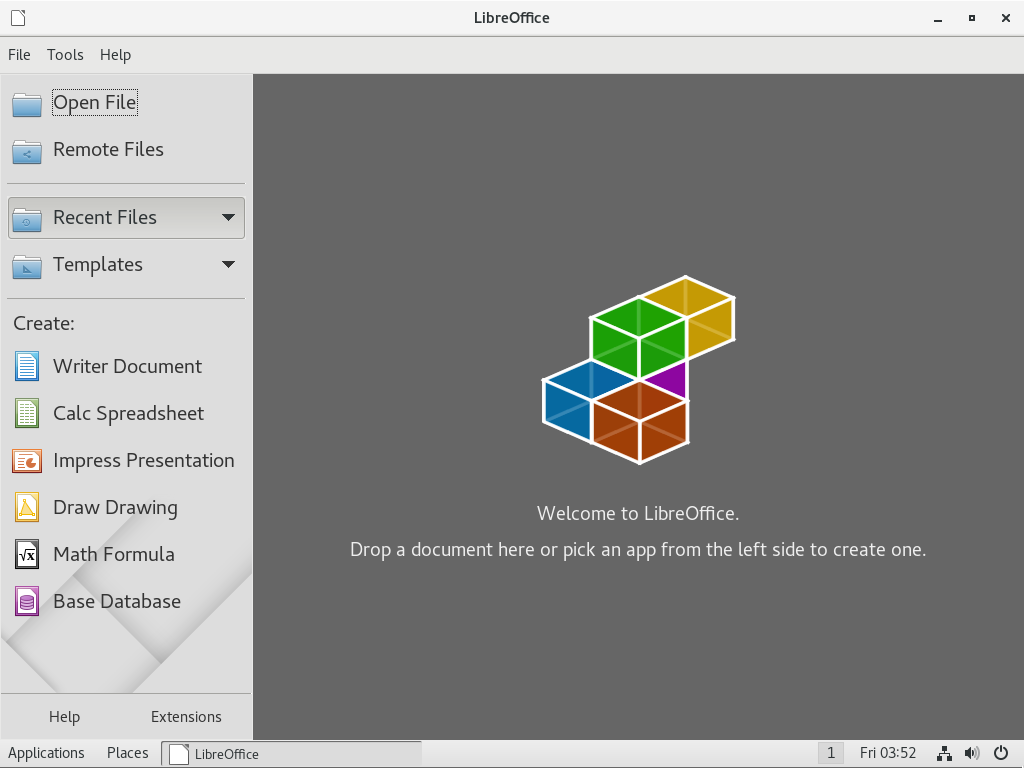 LibreOffice
File Tools Help
Open File
Remote Files
Recent Files
Templates
Create:
Writer Document
Calc Spreadsheet
Impress Presentation
Draw Drawing
√x Math Formula
Base Database
Help Extensions
Welcome to LibreOffice.
Drop a document here or pick an app from the left side to create one.
Applications Places LibreOffice 1 Fri 03:52